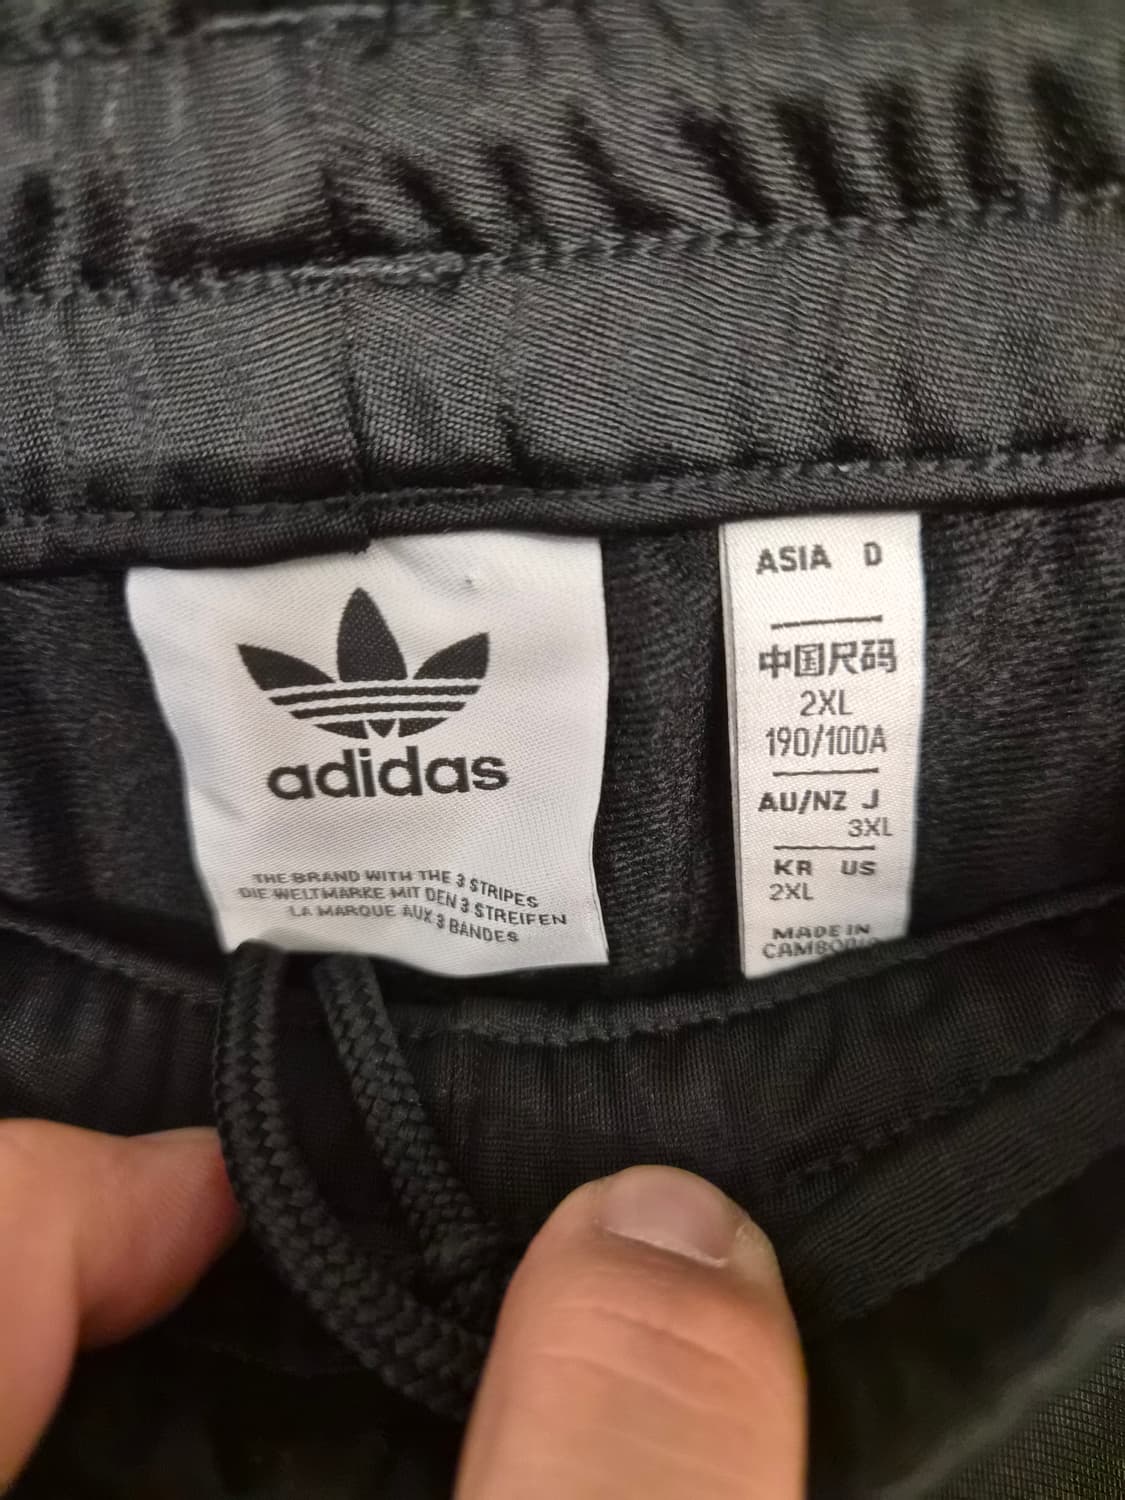 adidas
THE BRAND WITH THE 3 STRIPES
DIE WELTMARKE MIT DEN 3 STREIFEN
LA MARQUE AUX 3 BANDES
ASIA D
中国尺码
2XL
190/100A
AU/NZ J
3XL
KR US
2XL
MADE IN
CAMBODIA